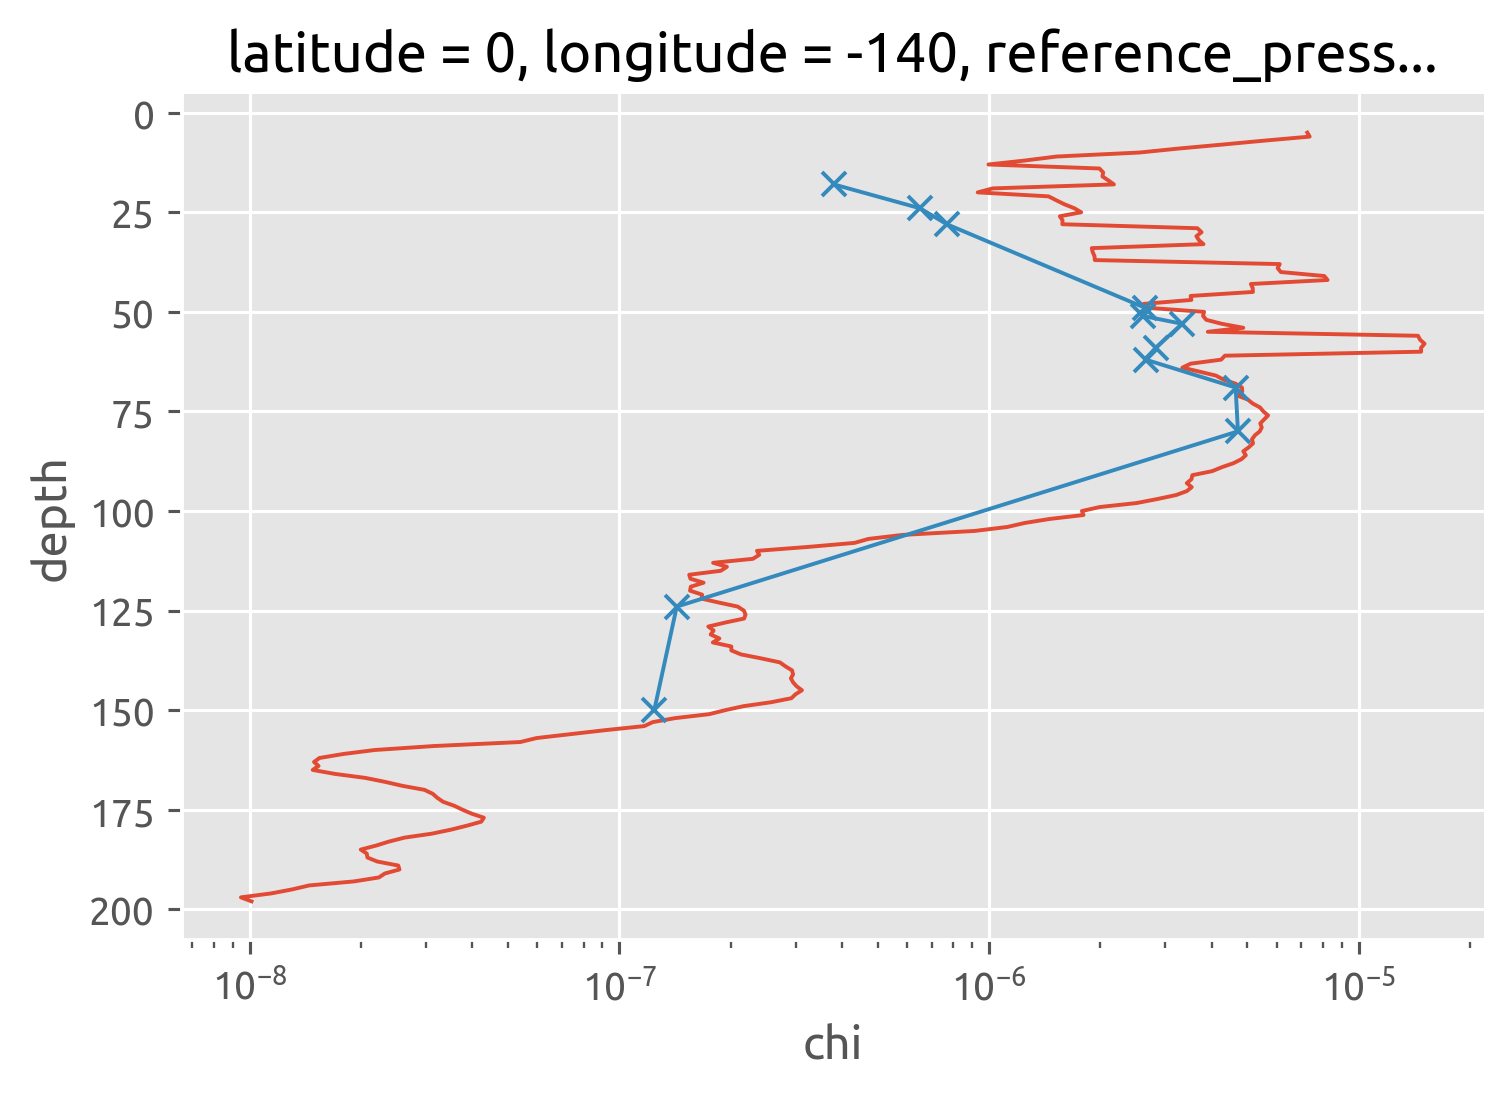 latitude = 0, longitude = -140, reference_press...
0
25
50
75
100
125
150
175
200
depth
10⁻⁸ 10⁻⁷ 10⁻⁶ 10⁻⁵
chi